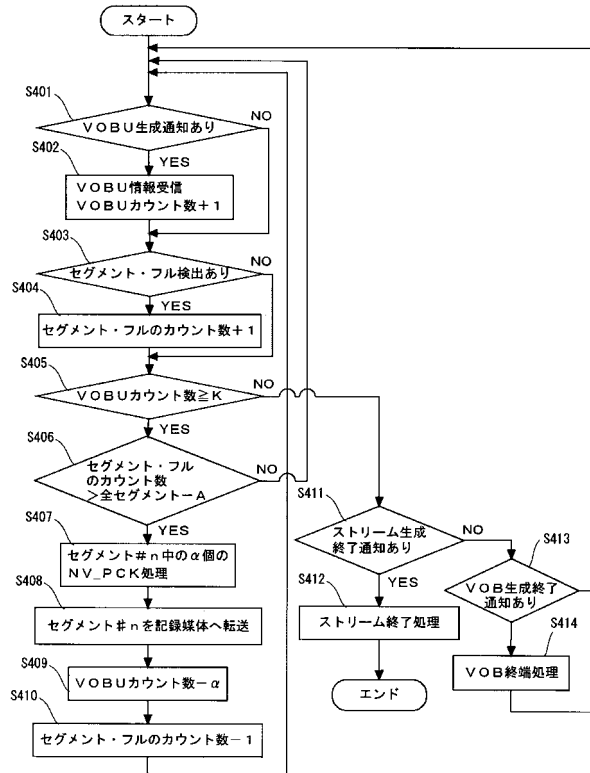 スタート
S401
VOBU生成通知あり
NO
YES
S402
VOBU情報受信
VOBUカウント数+1
S403
セグメント・フル検出あり
NO
YES
S404
セグメント・フルのカウント数+1
S405
VOBUカウント数≧K
NO
YES
S406
セグメント・フル
のカウント数
>全セグメントーA
NO
YES
S407
セグメント#n中のα個の
NV_PCK処理
S408
セグメント#nを記録媒体へ転送
S409
VOBUカウント数-α
S410
セグメント・フルのカウント数-1
S411
ストリーム生成
終了通知あり
NO
YES
S412
ストリーム終了処理
エンド
S413
VOB生成終了
通知あり
S414
VOB終端処理